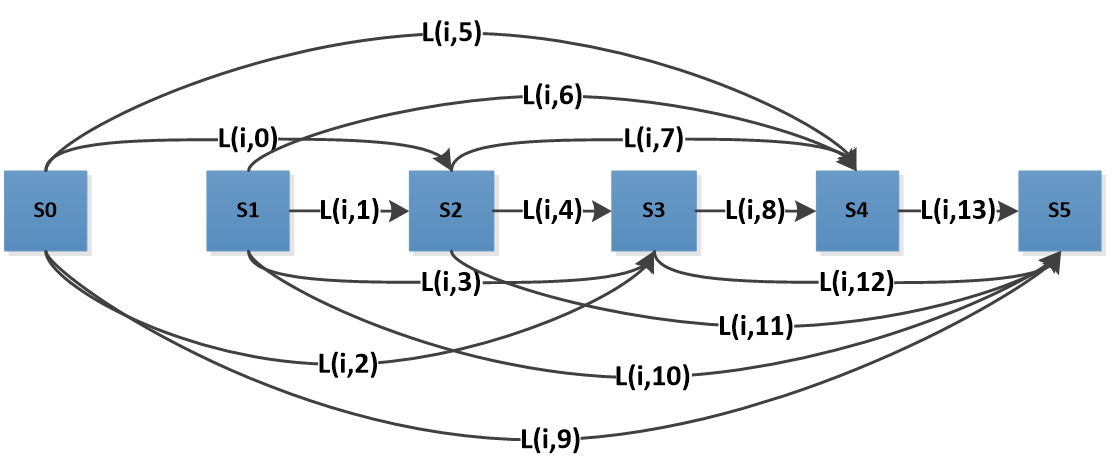 L(i,5)
L(i,6)
L(i,0)
L(i,7)
S0
S1
L(i,1)
S2
L(i,4)
S3
L(i,8)
S4
L(i,13)
S5
L(i,3)
L(i,12)
L(i,11)
L(i,2)
L(i,10)
L(i,9)